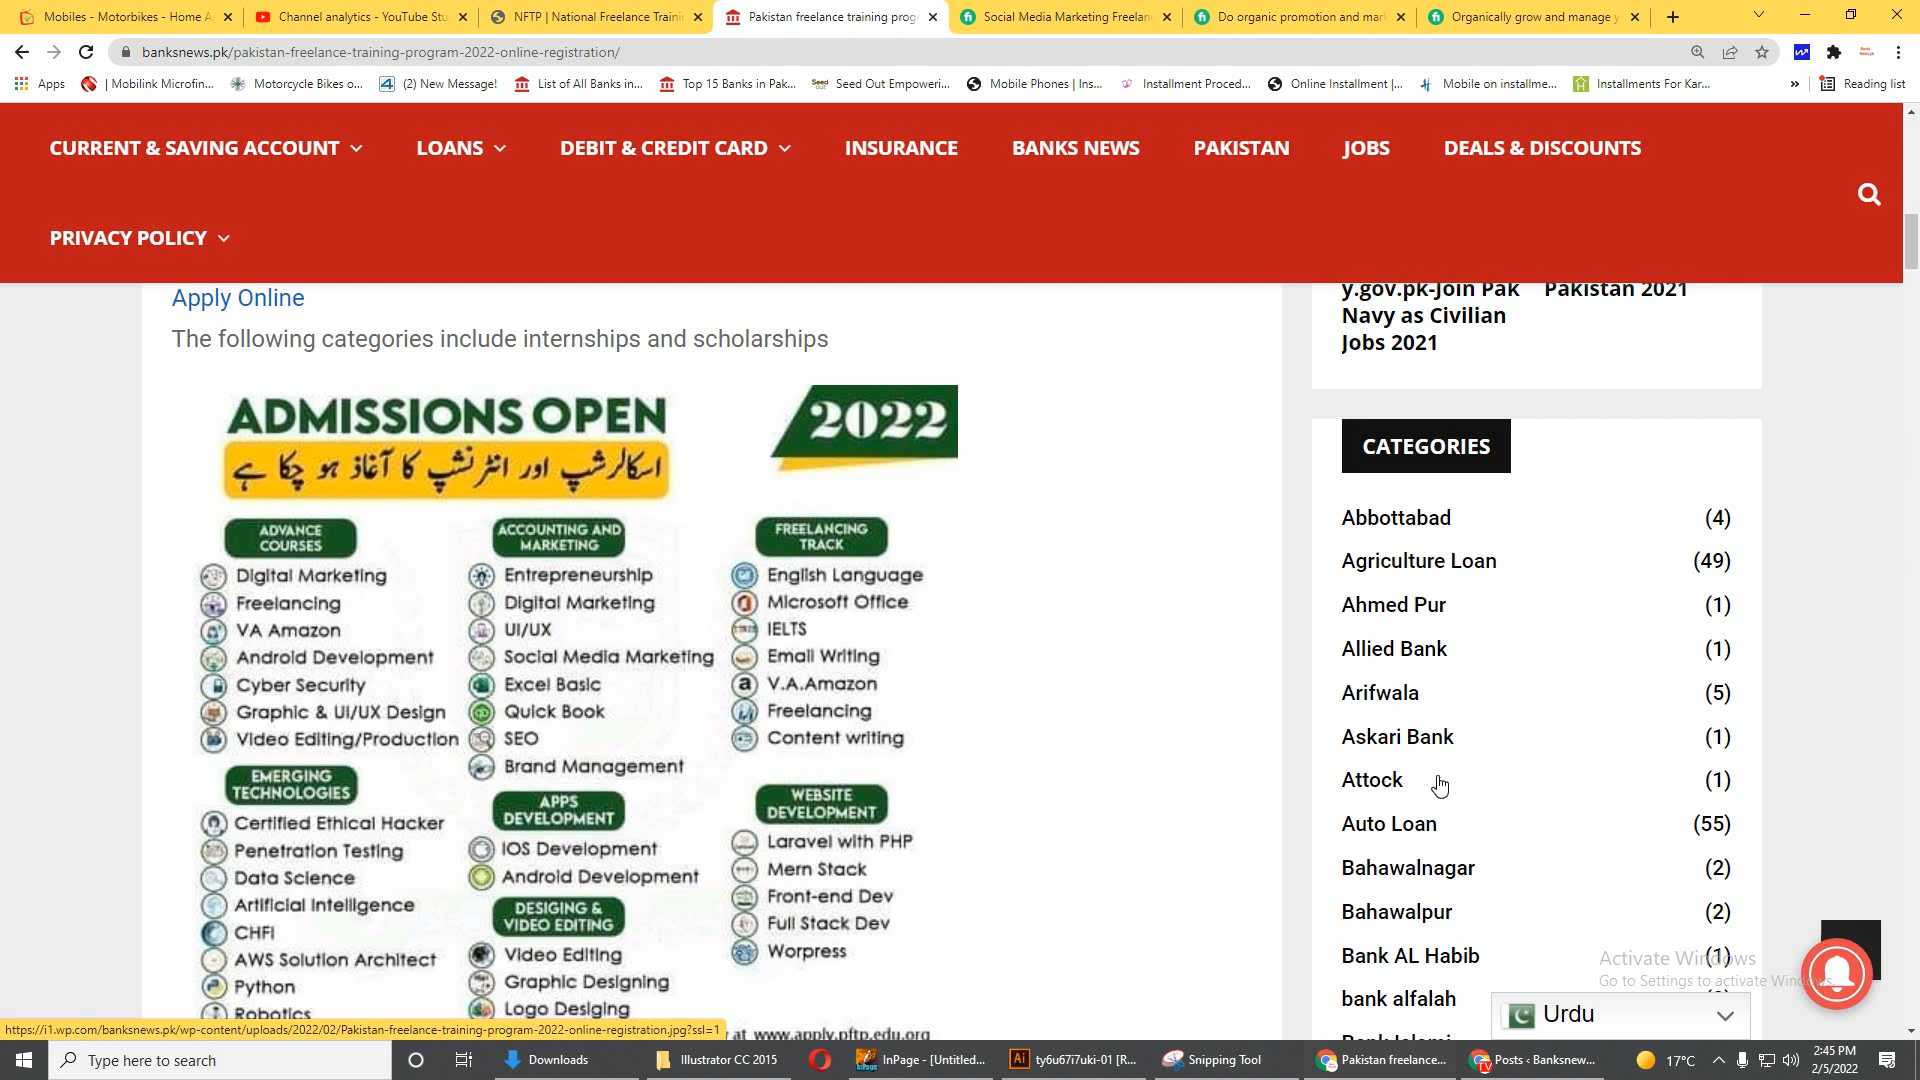 Mobiles - Motorbikes - Home A
Channel analytics - YouTube Stu
NFTP | National Freelance Traini
Pakistan freelance training prog
Social Media Marketing Freelan
Do organic promotion and mar
Organically grow and manage y
banksnews.pk/pakistan-freelance-training-program-2022-online-registration/
Apps
| Mobilink Microfin...
Motorcycle Bikes o...
(2) New Message!
List of All Banks in...
Top 15 Banks in Pak...
Seed Out Empoweri...
Mobile Phones | Ins...
Installment Proced...
Online Installment |...
Mobile on installme...
Installments For Kar...
»
Reading list
CURRENT & SAVING ACCOUNT
LOANS
DEBIT & CREDIT CARD
INSURANCE
BANKS NEWS
PAKISTAN
JOBS
DEALS & DISCOUNTS
PRIVACY POLICY
Apply Online
The following categories include internships and scholarships
ADMISSIONS OPEN
2022
اسکالرشپ اور انٹرنشپ کا آغاز ہو چکا ہے
ADVANCE
COURSES
Digital Marketing
Freelancing
VA Amazon
Android Development
Cyber Security
Graphic & UI/UX Design
Video Editing/Production
EMERGING
TECHNOLOGIES
Certified Ethical Hacker
Penetration Testing
Data Science
Artificial Intelligence
CHFI
AWS Solution Architect
Python
Robotics
ACCOUNTING AND
MARKETING
Entrepreneurship
Digital Marketing
UI/UX
Social Media Marketing
Excel Basic
Quick Book
SEO
Brand Management
APPS
DEVELOPMENT
IOS Development
Android Development
DESIGING &
VIDEO EDITING
Video Editing
Graphic Designing
Logo Desiging
FREELANCING
TRACK
English Language
Microsoft Office
IELTS
Email Writing
V.A.Amazon
Freelancing
Content writing
WEBSITE
DEVELOPMENT
Laravel with PHP
Mern Stack
Front-end Dev
Full Stack Dev
Worpress
at www.apply.pftp.edu.org
y.gov.pk-Join Pak
Navy as Civilian
Jobs 2021
Pakistan 2021
CATEGORIES
Abbottabad (4)
Agriculture Loan (49)
Ahmed Pur (1)
Allied Bank (1)
Arifwala (5)
Askari Bank (1)
Attock (1)
Auto Loan (55)
Bahawalnagar (2)
Bahawalpur (2)
Bank AL Habib (1)
bank alfalah
Bank Islami
Activate Windows
Go to Settings to activate Windows.
Urdu
https://i1.wp.com/banksnews.pk/wp-content/uploads/2022/02/Pakistan-freelance-training-program-2022-online-registration.jpg?ssl=1
Type here to search
Downloads
Illustrator CC 2015
InPage - [Untitled...
ty6u67i7uki-01 [R...
Snipping Tool
Pakistan freelance...
Posts ‹ Banksnew...
17°C
2:45 PM
2/5/2022